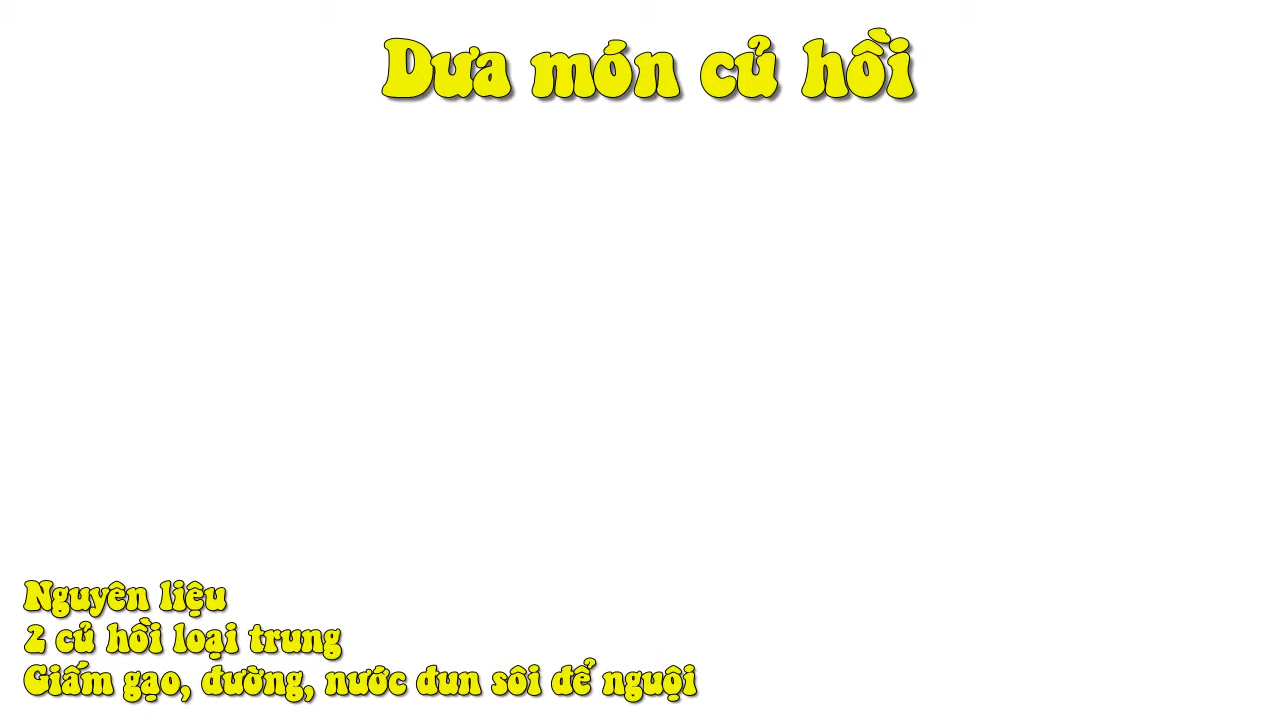 Dưa món củ hồi
Nguyên liệu
2 củ hồi loại trung
Giấm gạo, đường, nước đun sôi để nguội